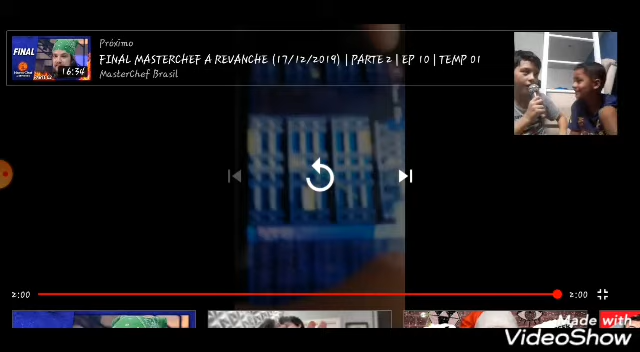 Próximo
FINAL
16:34
FINAL MASTERCHEF A REVANCHE (17/12/2019) | PARTE 2 | EP 10 | TEMP 01
MasterChef Brasil
2:00
2:00
Made with
VideoShow